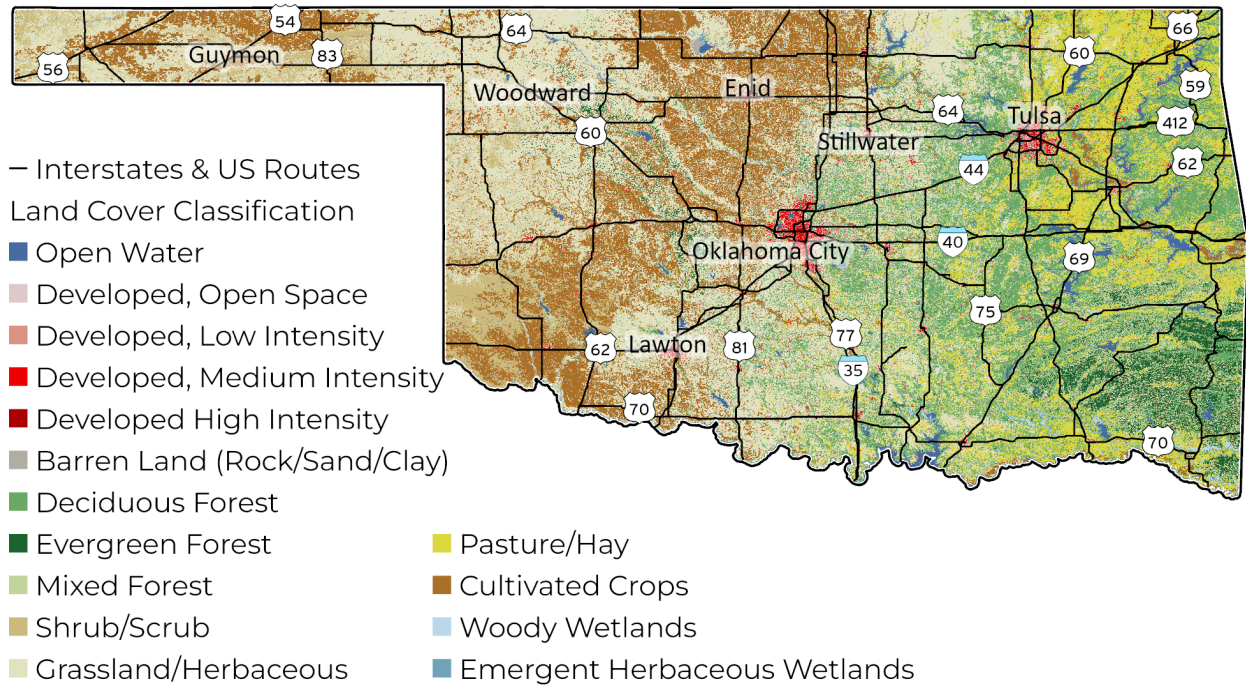 54
64
66
Guymon
83
60
56
59
Woodward
Enid
64
Tulsa
412
60
Stillwater
62
Interstates & US Routes
44
Land Cover Classification
Open Water
Oklahoma City
40
69
Developed, Open Space
75
Developed, Low Intensity
62
Lawton
81
77
Developed, Medium Intensity
35
Developed High Intensity
70
70
Barren Land (Rock/Sand/Clay)
Deciduous Forest
Evergreen Forest
Pasture/Hay
Mixed Forest
Cultivated Crops
Shrub/Scrub
Woody Wetlands
Grassland/Herbaceous
Emergent Herbaceous Wetlands